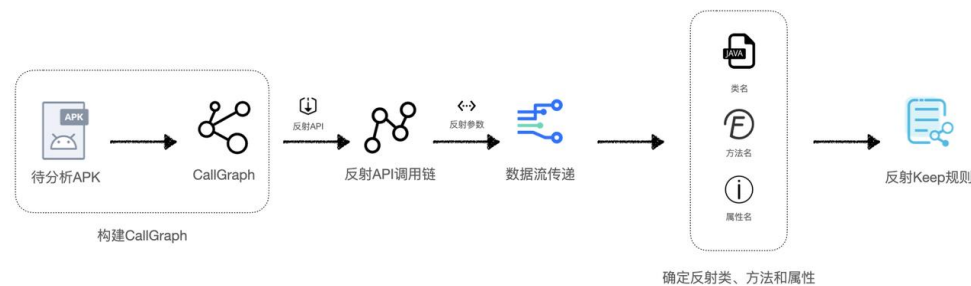 APK
待分析APK
CallGraph
构建CallGraph
反射API
反射API调用链
反射参数
数据流传递
JAVA
类名
F
方法名
i
属性名
确定反射类、方法和属性
反射Keep规则